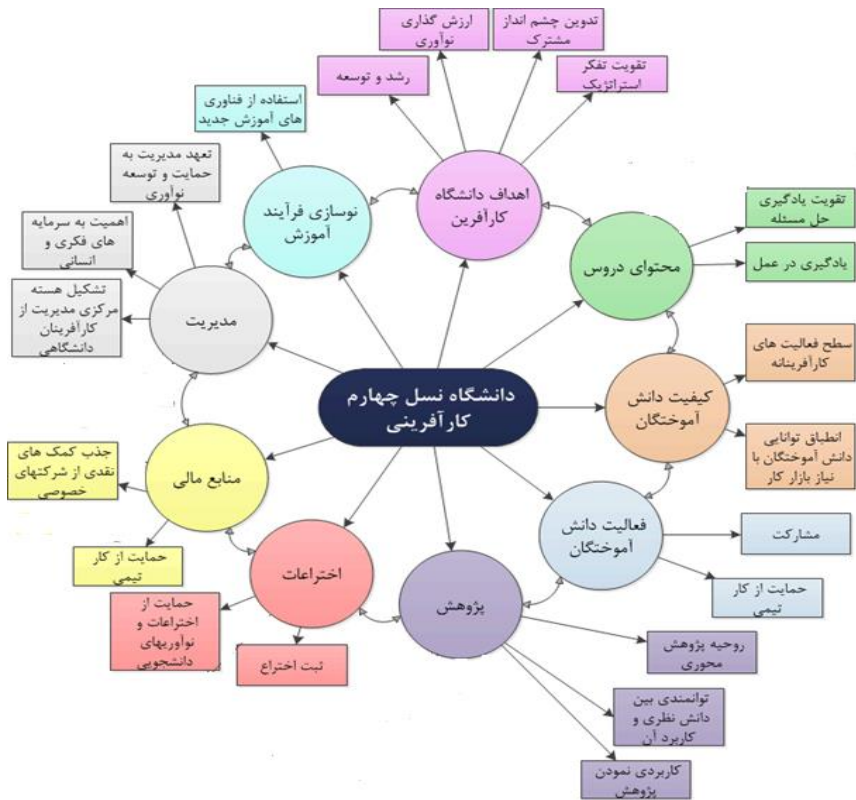 تدوین چشم انداز
مشترک
ارزش گذاری
نوآوری
تقویت تفکر
استراتژیک
رشد و توسعه
استفاده از فناوری
های آموزش جدید
تعهد مدیریت به
حمایت و توسعه
نوآوری
اهمیت به سرمایه
های فکری و
انسانی
تشکیل هسته
مرکزی مدیریت از
کارآفرینان
دانشگاهی
اهداف دانشگاه
کارآفرین
نوسازی فرآیند
آموزش
مدیریت
محتوای دروس
تقویت یادگیری
حل مسئله
یادگیری در عمل
سطح فعالیت های
کارآفرینانه
کیفیت دانش
آموختگان
انطباق توانایی
دانش آموختگان با
نیاز بازار کار
دانشگاه نسل چهارم
کارآفرینی
منابع مالی
جذب کمک های
نقدی از شرکتهای
خصوصی
حمایت از کار
تیمی
فعالیت دانش
آموختگان
مشارکت
حمایت از کار
تیمی
اختراعات
حمایت از
اختراعات و
نوآوریهای
دانشجویی
ثبت اختراع
پژوهش
روحیه پژوهش
محوری
توانمندی بین
دانش نظری و
کاربرد آن
کاربردی نمودن
پژوهش